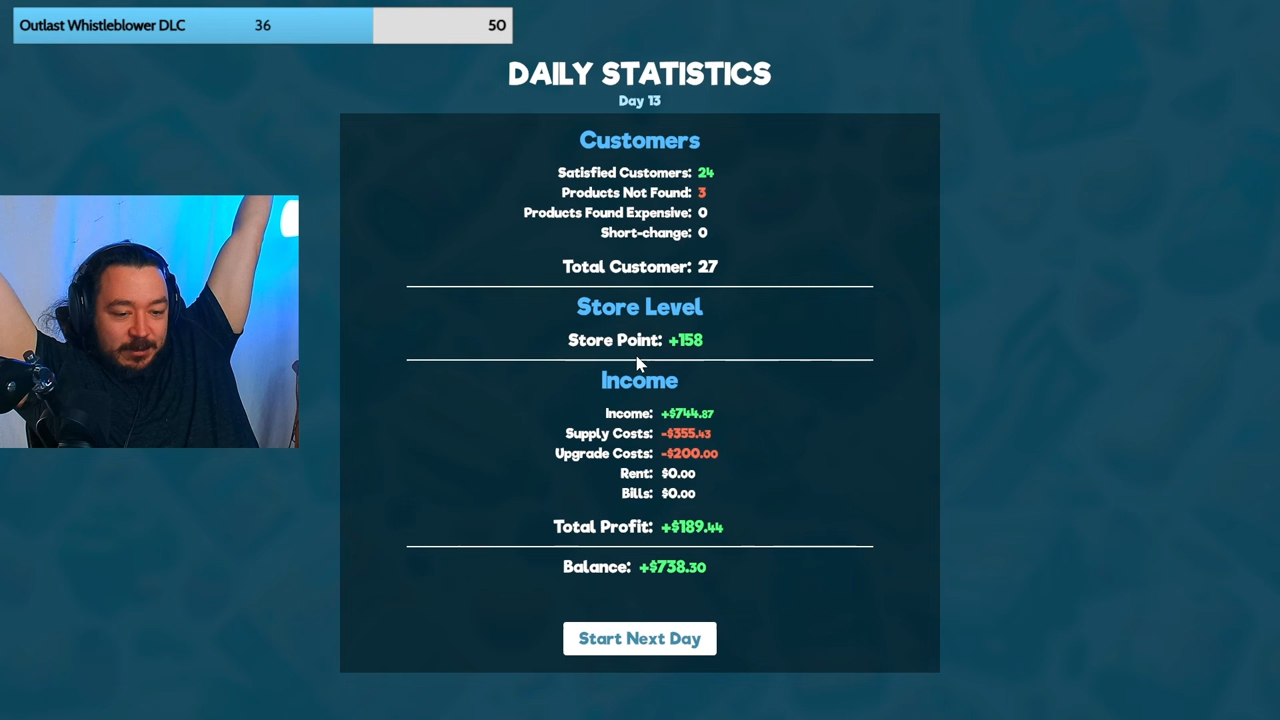 Outlast Whistleblower DLC 36 50
DAILY STATISTICS
Day 13
Customers
Satisfied Customers: 24
Products Not Found: 3
Products Found Expensive: 0
Short-change: 0
Total Customer: 27
Store Level
Store Point: +158
Income
Income: +$744.87
Supply Costs: -$355.43
Upgrade Costs: -$200.00
Rent: $0.00
Bills: $0.00
Total Profit: +$189.44
Balance: +$738.30
Start Next Day